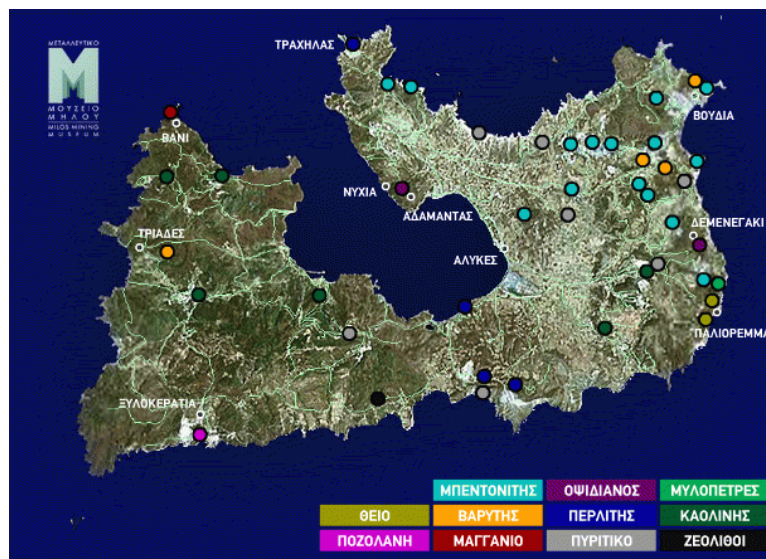 ΜΕΤΑΛΛΕΥΤΙΚΟ
M
ΜΟΥΣΕΙΟ
ΜΗΛΟΥ
MILOS MINING
MUSEUM
ΤΡΑΧΗΛΑΣ
ΒΑΝΙ
ΒΟΥΔΙΑ
ΝΥΧΙΑ
ΑΔΑΜΑΝΤΑΣ
ΤΡΙΑΔΕΣ
ΔΕΜΕΝΕΓΑΚΙ
ΑΛΥΚΕΣ
ΠΑΛΙΟΡΕΜΜΑ
ΞΥΛΟΚΕΡΑΤΙΑ
ΜΠΕΝΤΟΝΙΤΗΣ ΟΨΙΔΙΑΝΟΣ ΜΥΛΟΠΕΤΡΕΣ
ΘΕΙΟ ΒΑΡΥΤΗΣ ΠΕΡΛΙΤΗΣ ΚΑΟΛΙΝΗΣ
ΠΟΖΟΛΑΝΗ ΜΑΓΓΑΝΙΟ ΠΥΡΙΤΙΚΟ ΖΕΟΛΙΘΟΙ